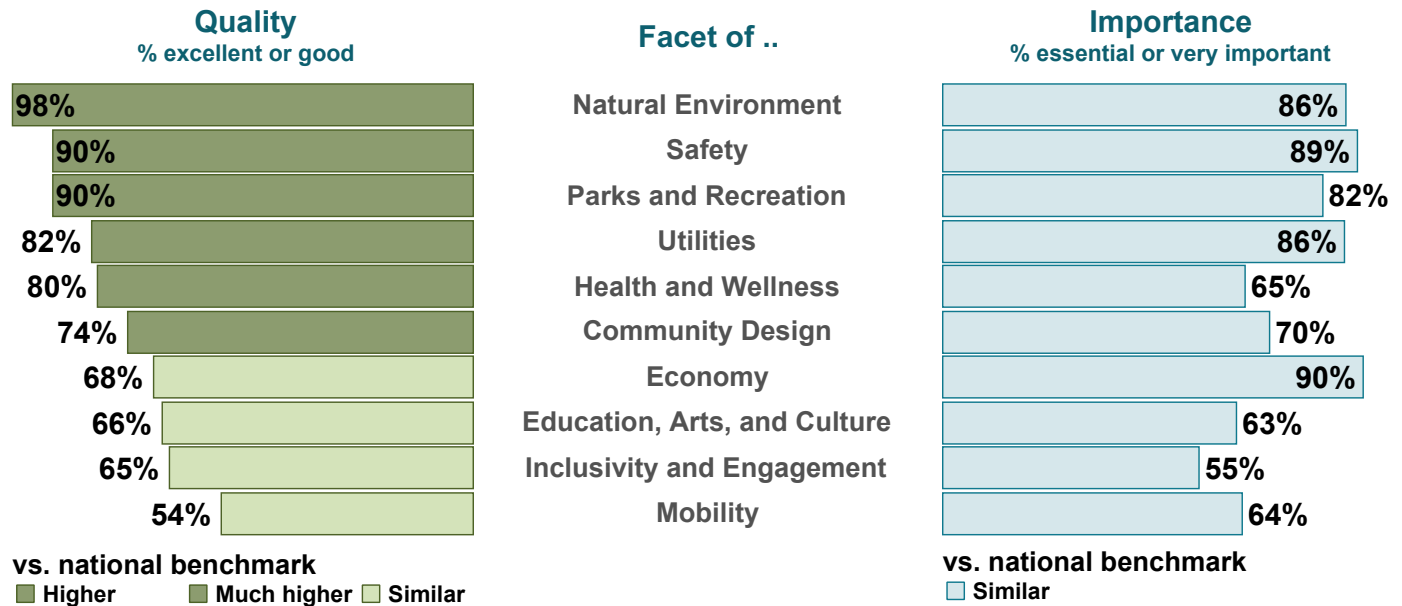 Quality
% excellent or good
Facet of ..
Importance
% essential or very important
98% Natural Environment 86%
90% Safety 89%
90% Parks and Recreation 82%
82% Utilities 86%
80% Health and Wellness 65%
74% Community Design 70%
68% Economy 90%
66% Education, Arts, and Culture 63%
65% Inclusivity and Engagement 55%
54% Mobility 64%
vs. national benchmark
Higher Much higher Similar
vs. national benchmark
Similar